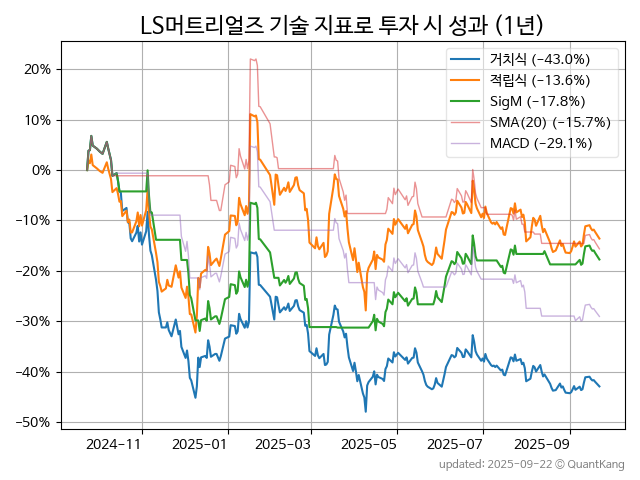 LS머트리얼즈 기술 지표로 투자 시 성과 (1년)
거치식 (−43.0%)
적립식 (−13.6%)
SigM (−17.8%)
SMA(20) (−15.7%)
MACD (−29.1%)
20%
10%
0%
−10%
−20%
−30%
−40%
−50%
2024-11 2025-01 2025-03 2025-05 2025-07 2025-09
updated: 2025-09-22 © QuantKang